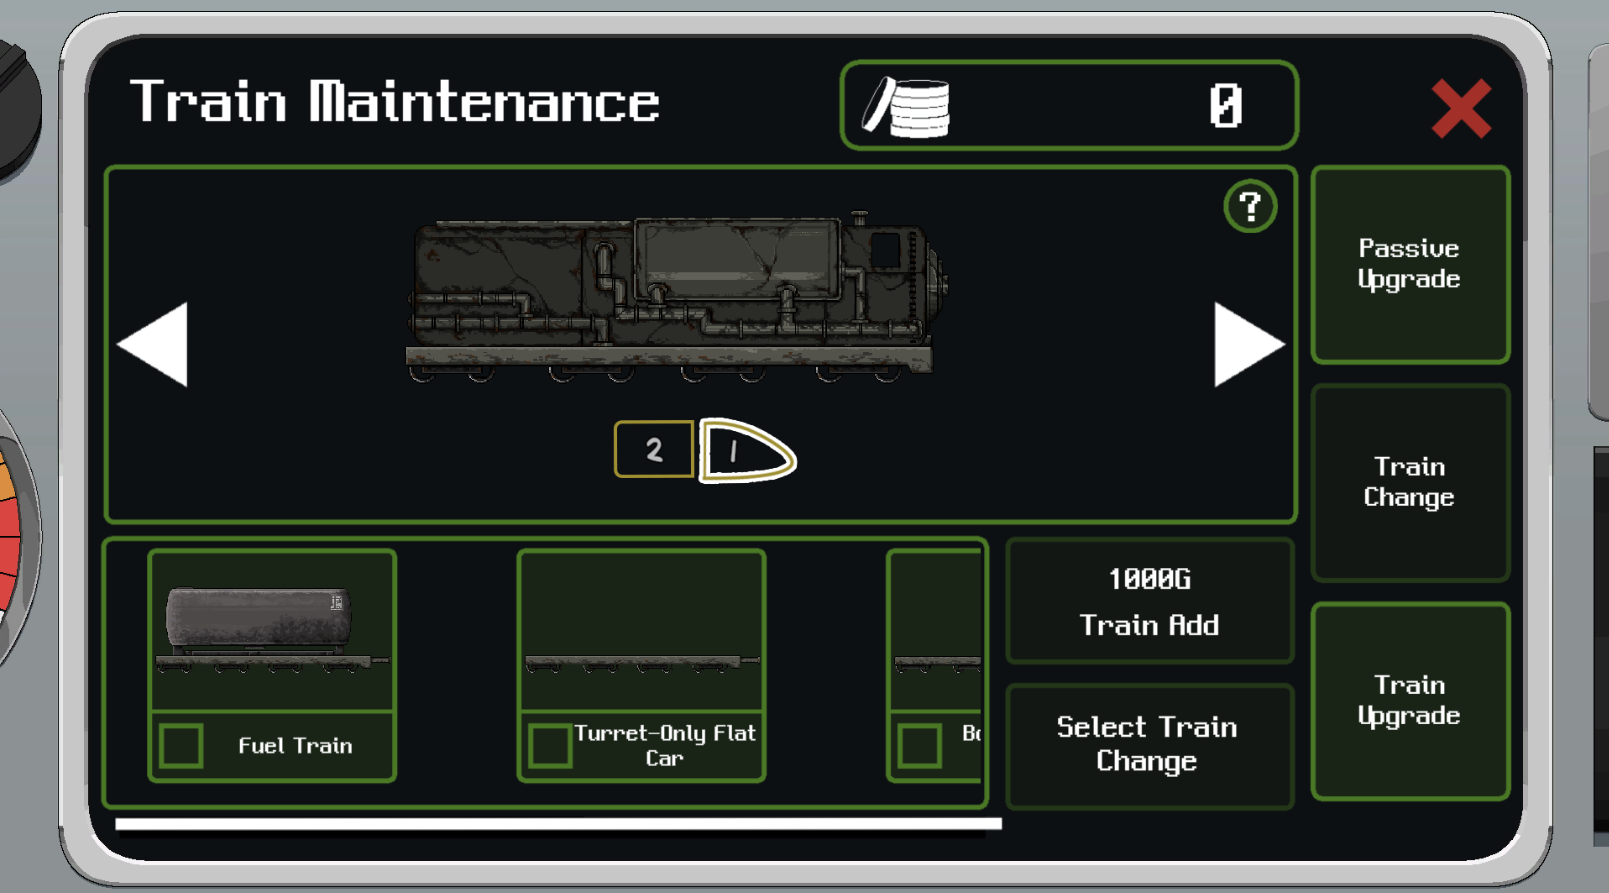 Train Maintenance
0
?
2
1
Passive
Upgrade
Train
Change
Train
Upgrade
Fuel Train
Turret-Only Flat
Car
1000G
Train Add
Select Train
Change